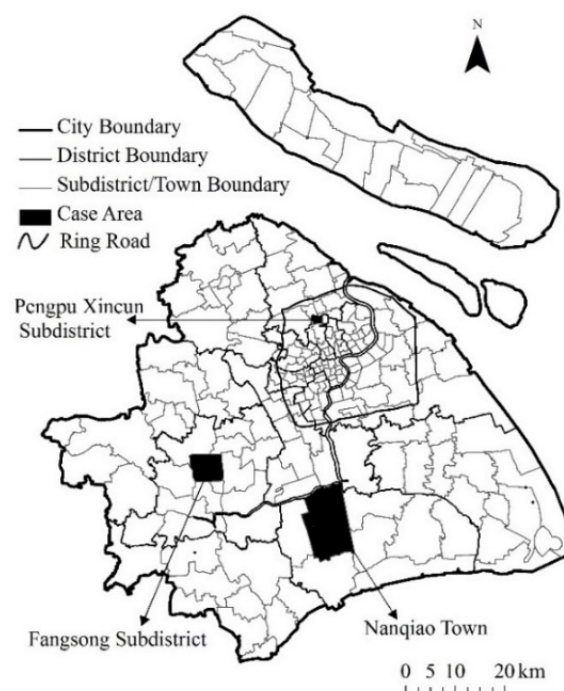 N
City Boundary
District Boundary
Subdistrict/Town Boundary
Case Area
Ring Road
Pengpu Xincun
Subdistrict
Fangsong Subdistrict
Nanqiao Town
0 5 10 20 km